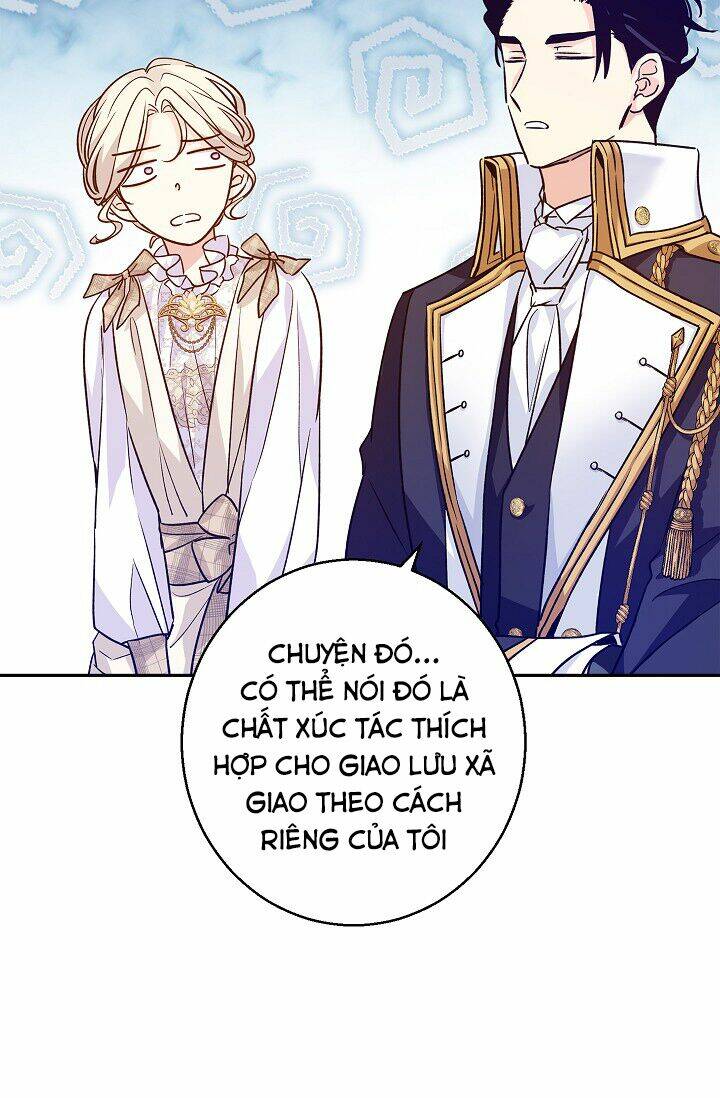 CHUYỆN ĐÓ...
CÓ THỂ NÓI ĐÓ LÀ
CHẤT XÚC TÁC THÍCH
HỢP CHO GIAO LƯU XÃ
GIAO THEO CÁCH
RIÊNG CỦA TÔI